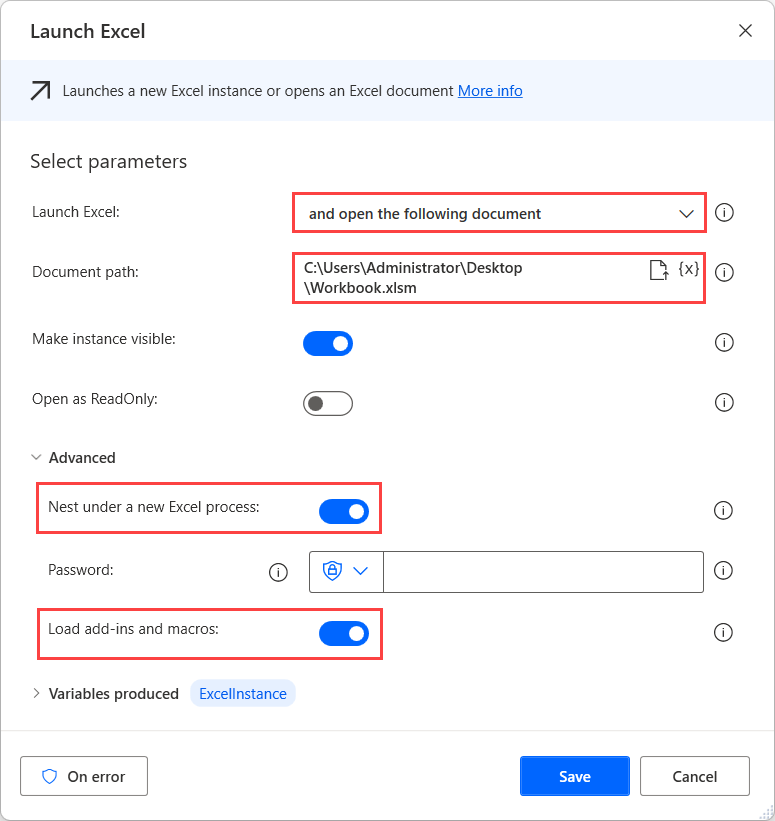 Launch Excel
Launches a new Excel instance or opens an Excel document More info
Select parameters
Launch Excel:
and open the following document
Document path:
C:\Users\Administrator\Desktop
\Workbook.xlsm
{x}
Make instance visible:
Open as ReadOnly:
Advanced
Nest under a new Excel process:
Password:
Load add-ins and macros:
Variables produced ExcelInstance
On error
Save
Cancel